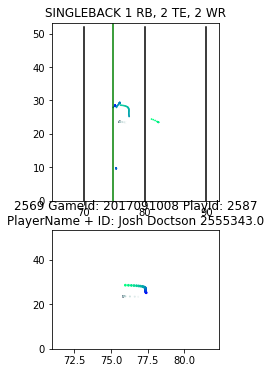 SINGLEBACK 1 RB, 2 TE, 2 WR
50
40
30
20
10
0
70 80 90
2569 GameId: 2017091008 PlayId: 2587
PlayerName + ID: Josh Doctson 2555343.0
40
20
0
72.5 75.0 77.5 80.0